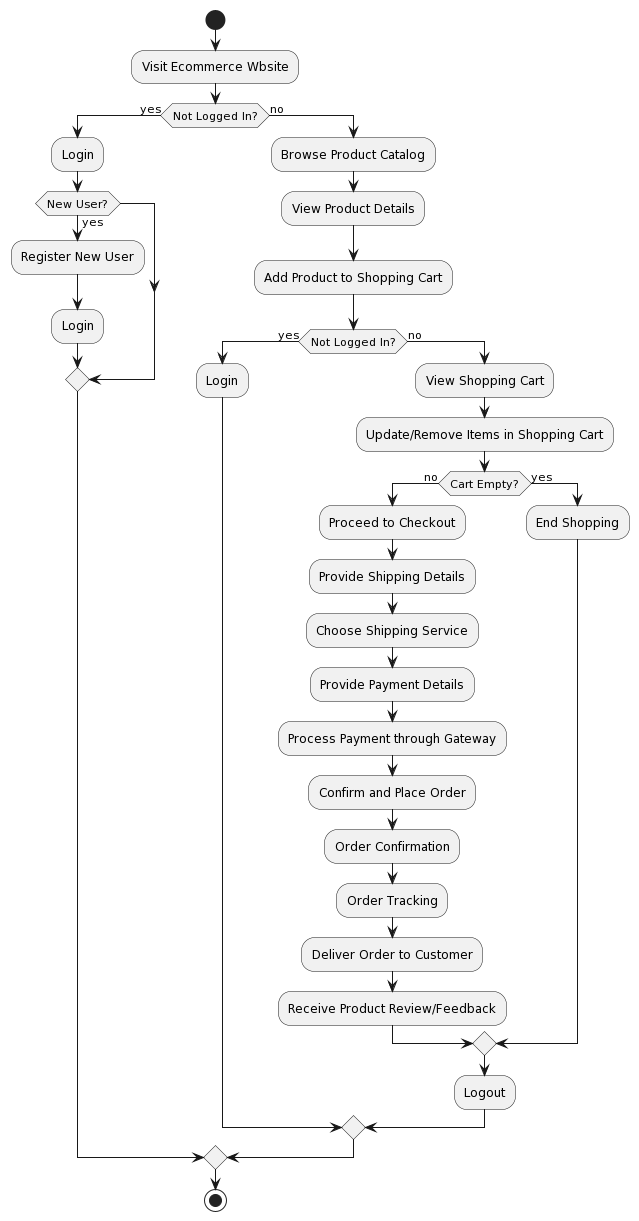 Visit Ecommerce Wbsite
yes
Not Logged In?
no
Login
New User?
yes
Register New User
Login
Browse Product Catalog
View Product Details
Add Product to Shopping Cart
yes
Not Logged In?
no
Login
View Shopping Cart
Update/Remove Items in Shopping Cart
no
Cart Empty?
yes
Proceed to Checkout
Provide Shipping Details
Choose Shipping Service
Provide Payment Details
Process Payment through Gateway
Confirm and Place Order
Order Confirmation
Order Tracking
Deliver Order to Customer
Receive Product Review/Feedback
End Shopping
Logout